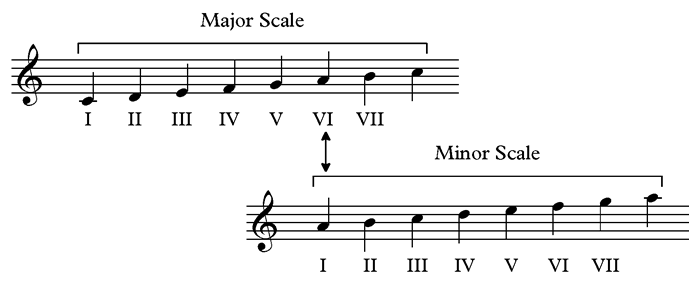 Major Scale
I II III IV V VI VII
Minor Scale
I II III IV V VI VII